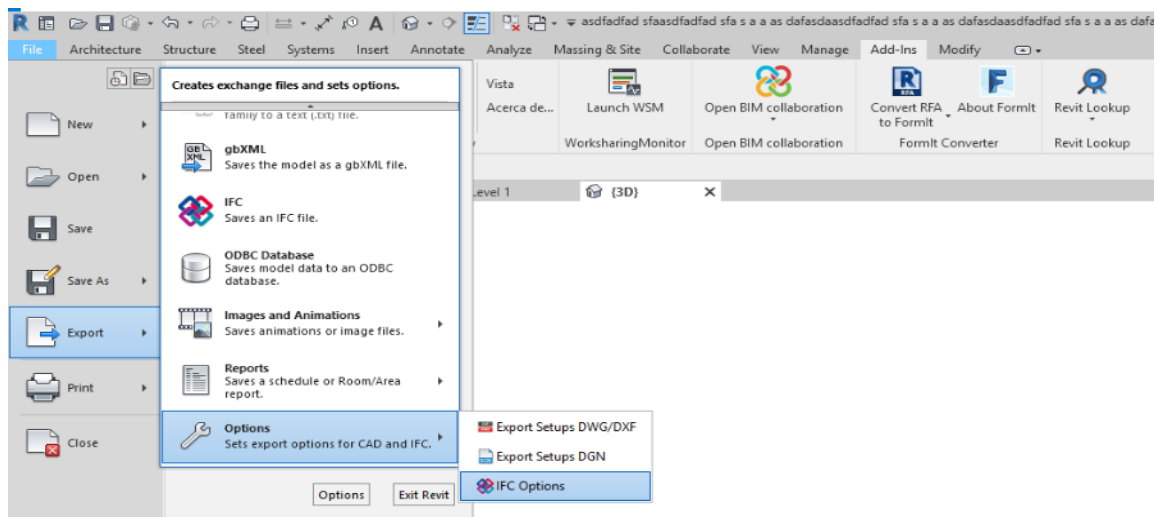 asdfadfad sfaasdfadfad sfa s a a as dafasdaasdfadfad sfa s a a as dafasdaasdfadfad sfa s a a as dafa
File Architecture Structure Steel Systems Insert Annotate Analyze Massing & Site Collaborate View Manage Add-Ins Modify
Creates exchange files and sets options.
family to a text (.txt) file.
gbXML
Saves the model as a gbXML file.
IFC
Saves an IFC file.
ODBC Database
Saves model data to an ODBC
database.
Images and Animations
Saves animations or image files.
Reports
Saves a schedule or Room/Area
report.
Options
Sets export options for CAD and IFC.
New
Open
Save
Save As
Export
Print
Close
Export Setups DWG/DXF
Export Setups DGN
IFC Options
Options Exit Revit
Vista
Acerca de...
Launch WSM
WorksharingMonitor
Open BIM collaboration
Open BIM collaboration
Convert RFA
to FormIt
About FormIt
FormIt Converter
Revit Lookup
Revit Lookup
Level 1
{3D}